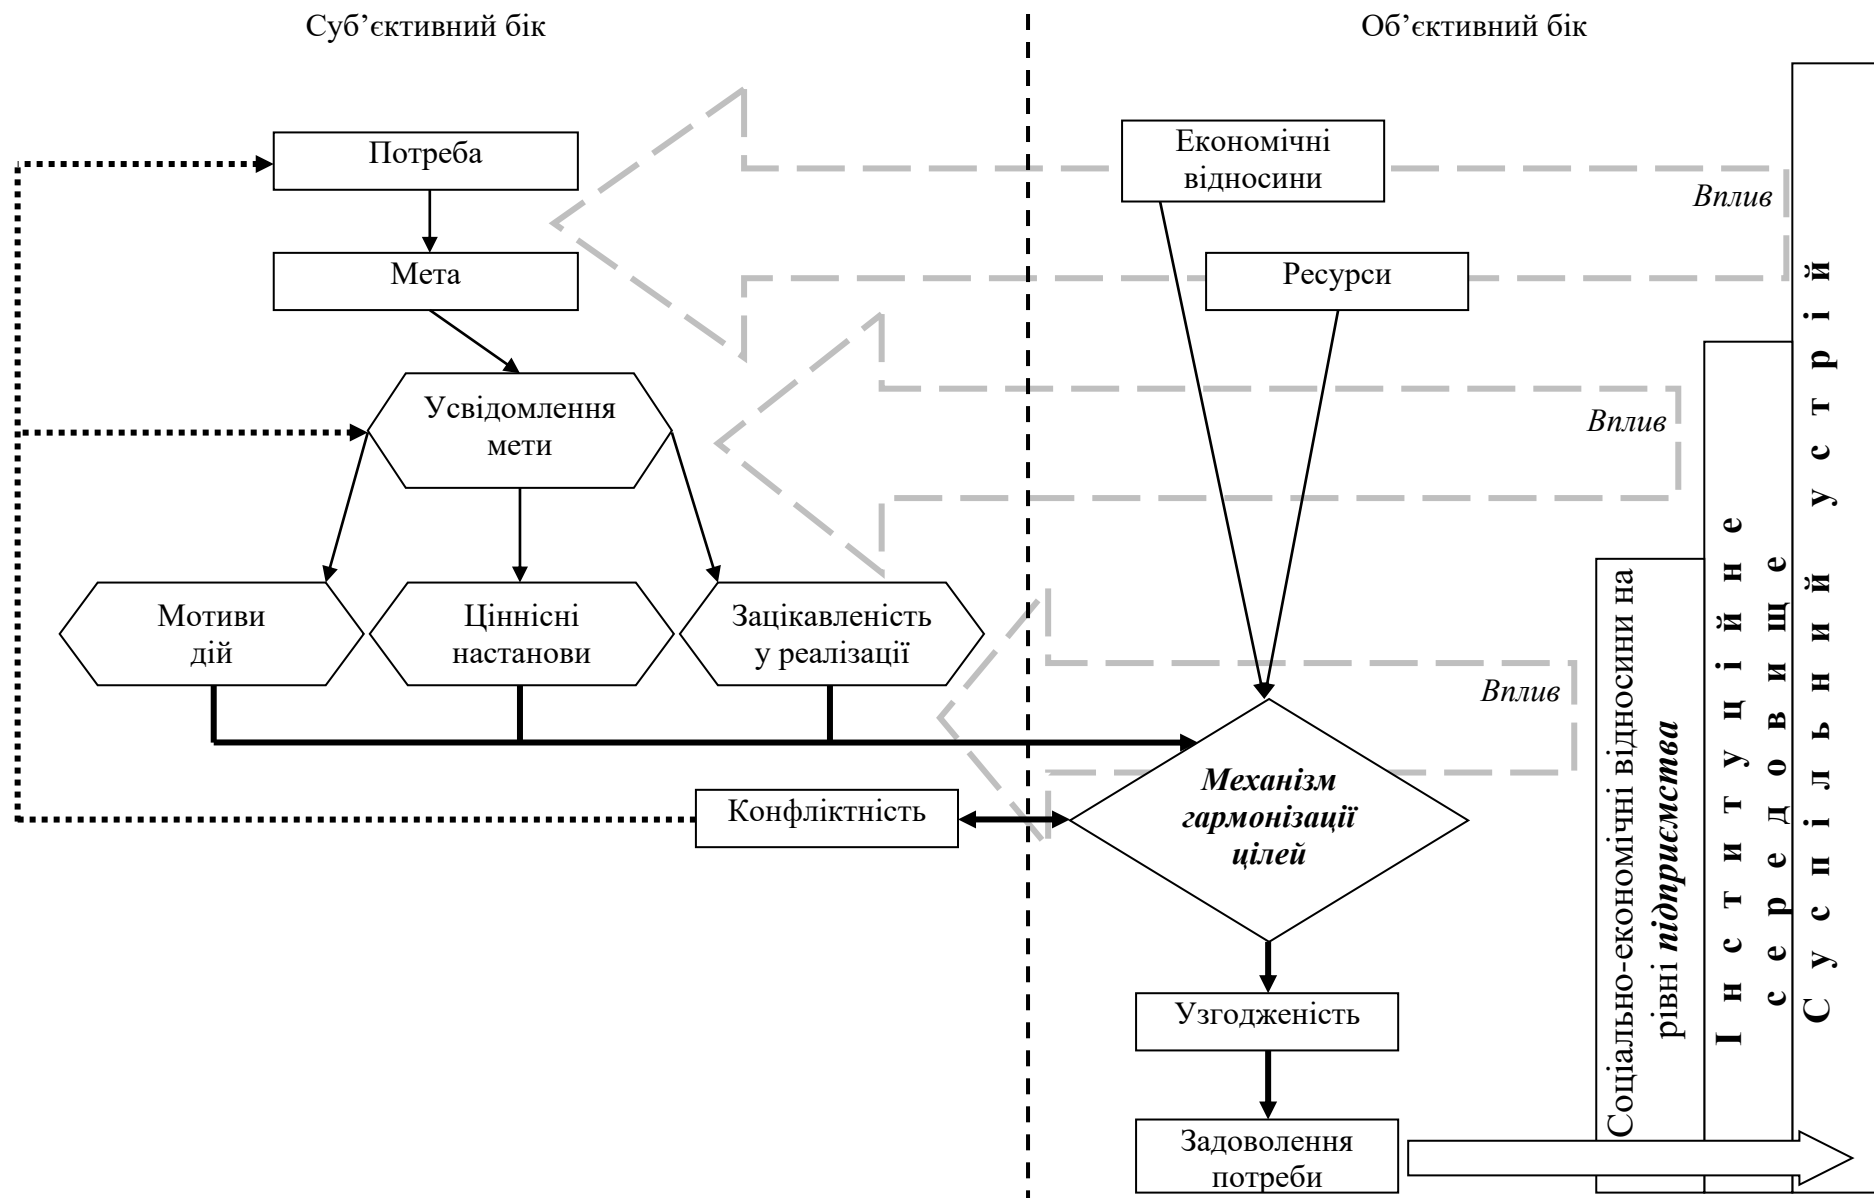 Суб’єктивний бік
Об’єктивний бік
Потреба
Економічні
відносини
Вплив
Мета
Ресурси
Усвідомлення
мети
Вплив
Мотиви
дій
Ціннісні
настанови
Зацікавленість
у реалізації
Вплив
Механізм
гармонізації
цілей
Конфліктність
Узгодженість
Задоволення
потреби
Соціально-економічні відносини на
рівні підприємства
Інституційне
середовище
Суспільний устрій